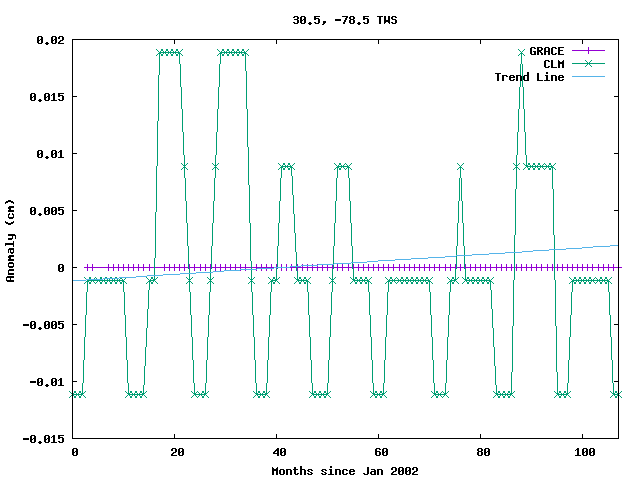 30.5, -78.5 TWS
GRACE
CLM
Trend Line
0.02
0.015
0.01
0.005
0
-0.005
-0.01
-0.015
Anomaly (cm)
0 20 40 60 80 100
Months since Jan 2002